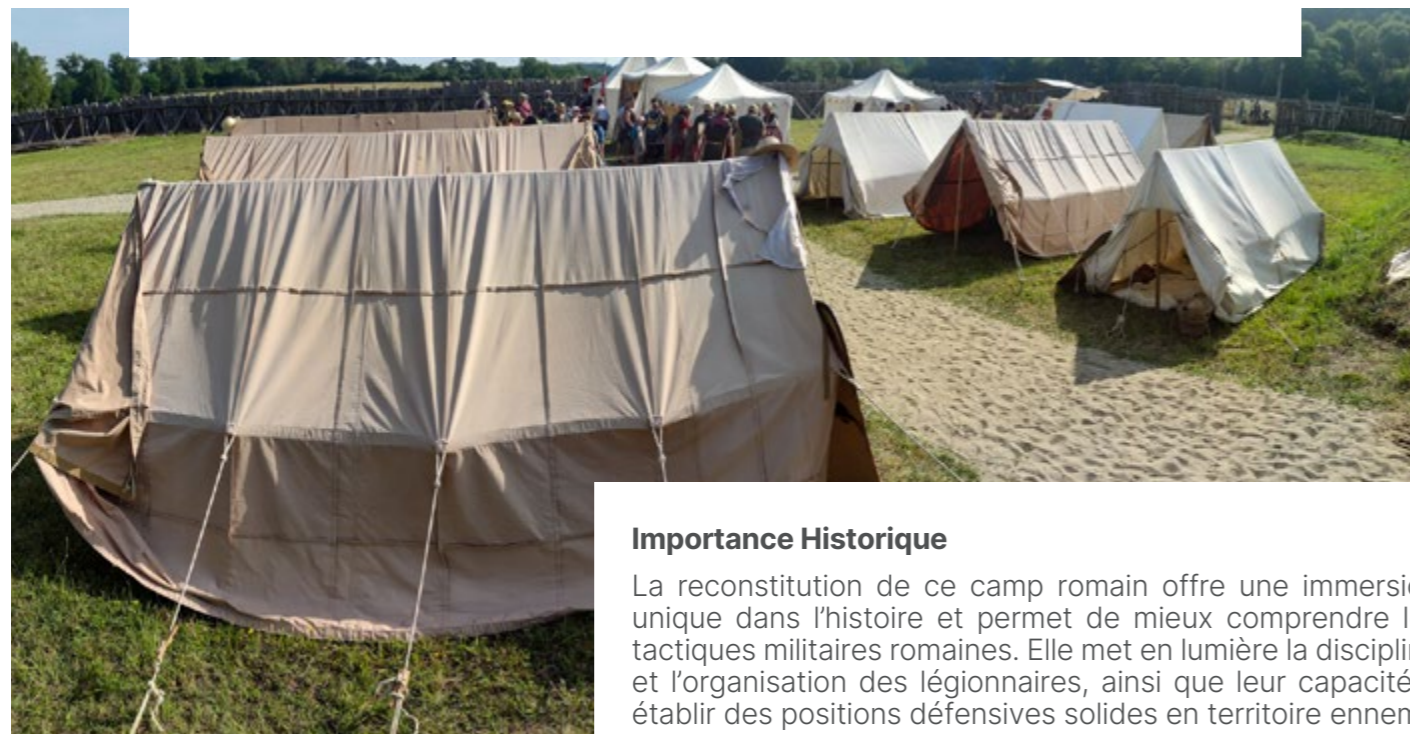 Importance Historique
La reconstitution de ce camp romain offre une
unique dans l’histoire et permet de mieux comprendre
tactiques militaires romaines. Elle met en lumière la
et l’organisation des légionnaires, ainsi que leur
établir des positions défensives solides en territoire